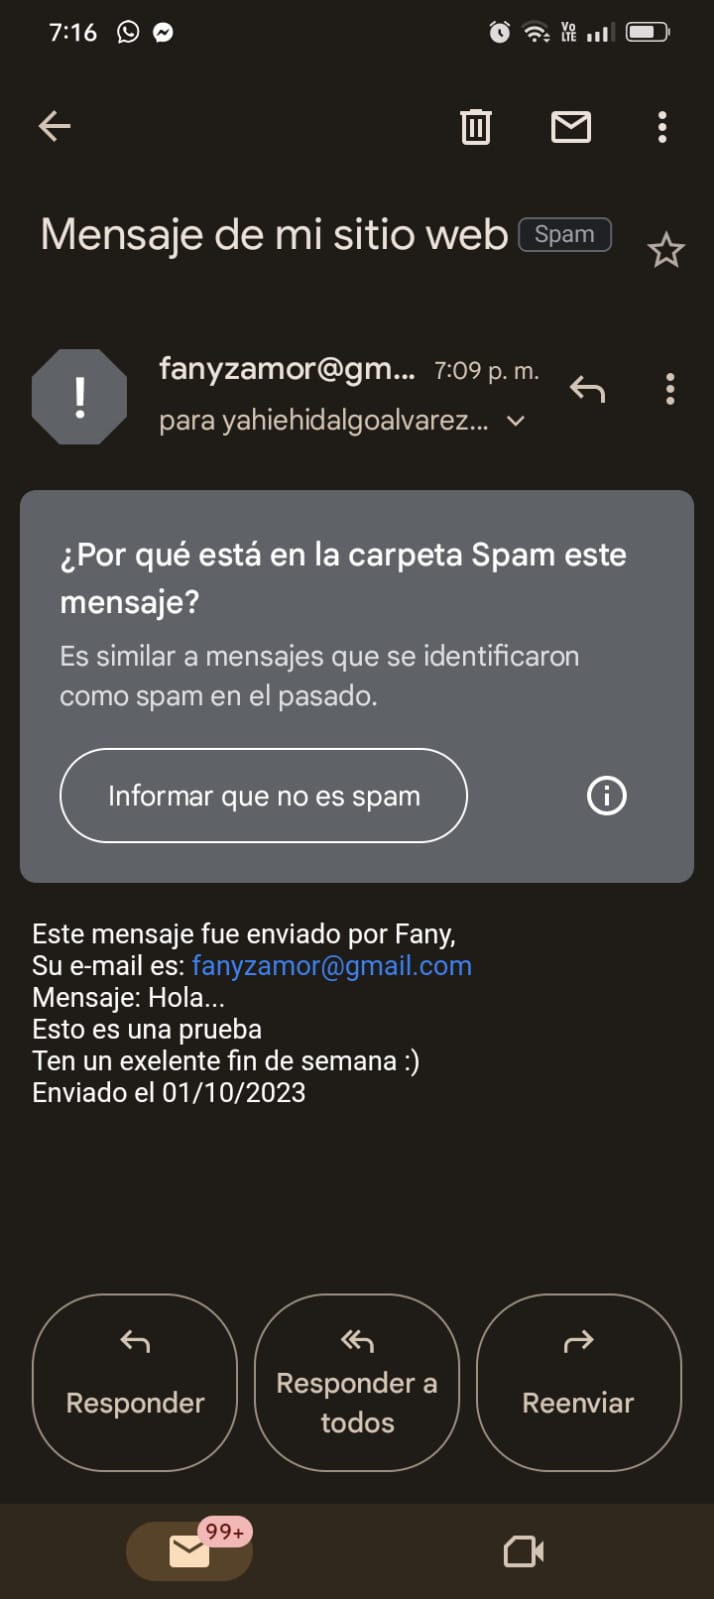 7:16
Vo
LTE
Mensaje de mi sitio web Spam
!
fanyzamor@gm... 7:09 p. m.
para yahiehidalgoalvarez...
¿Por qué está en la carpeta Spam este
mensaje?
Es similar a mensajes que se identificaron
como spam en el pasado.
Informar que no es spam
Este mensaje fue enviado por Fany,
Su e-mail es: fanyzamor@gmail.com
Mensaje: Hola...
Esto es una prueba
Ten un exelente fin de semana :)
Enviado el 01/10/2023
Responder
Responder a
todos
Reenviar
99+